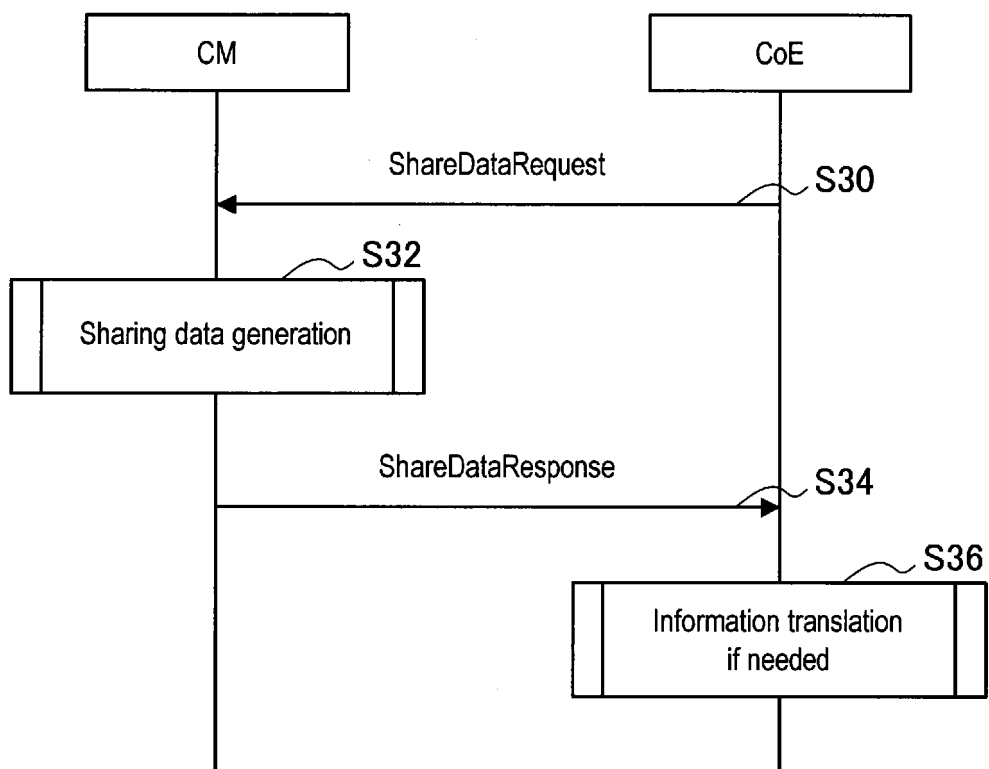 CM
CoE
ShareDataRequest
S30
S32
Sharing data generation
ShareDataResponse
S34
S36
Information translation
if needed